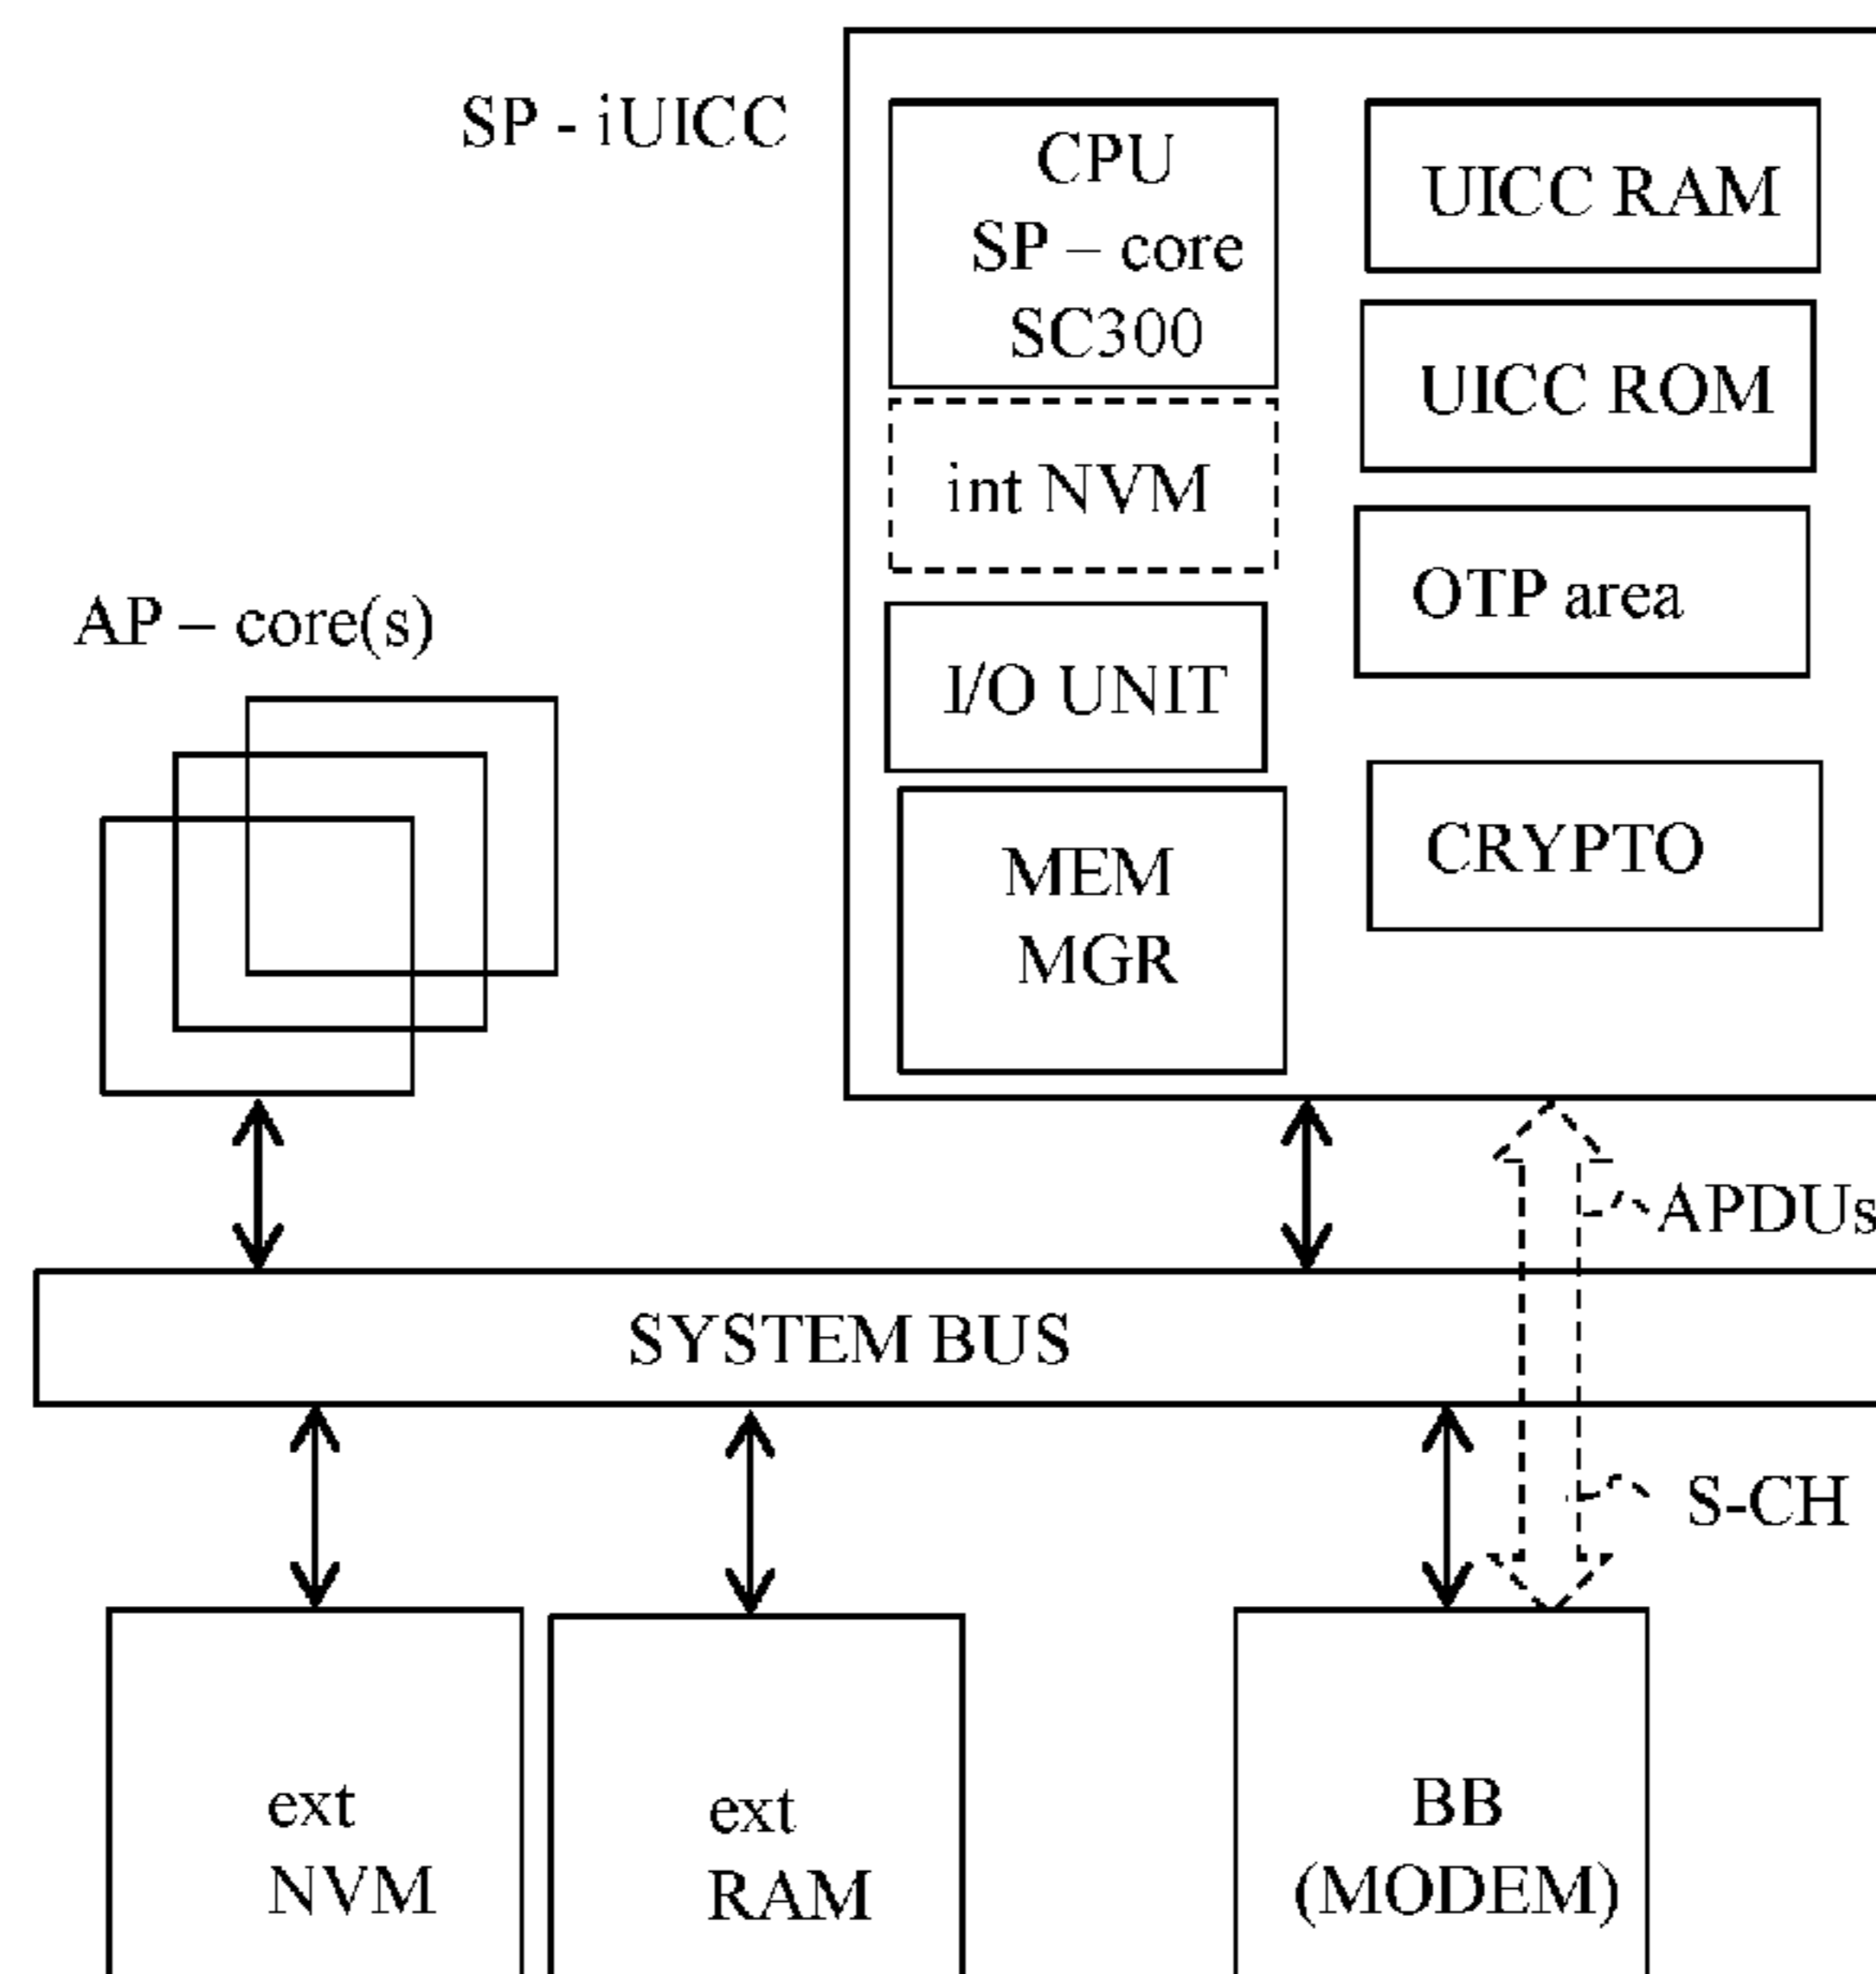 SP - iUICC
CPU
SP – core
SC300
UICC RAM
UICC ROM
int NVM
OTP area
AP – core(s)
I/O UNIT
CRYPTO
MEM
MGR
APDUs
SYSTEM BUS
S-CH
ext
NVM
ext
RAM
BB
(MODEM)